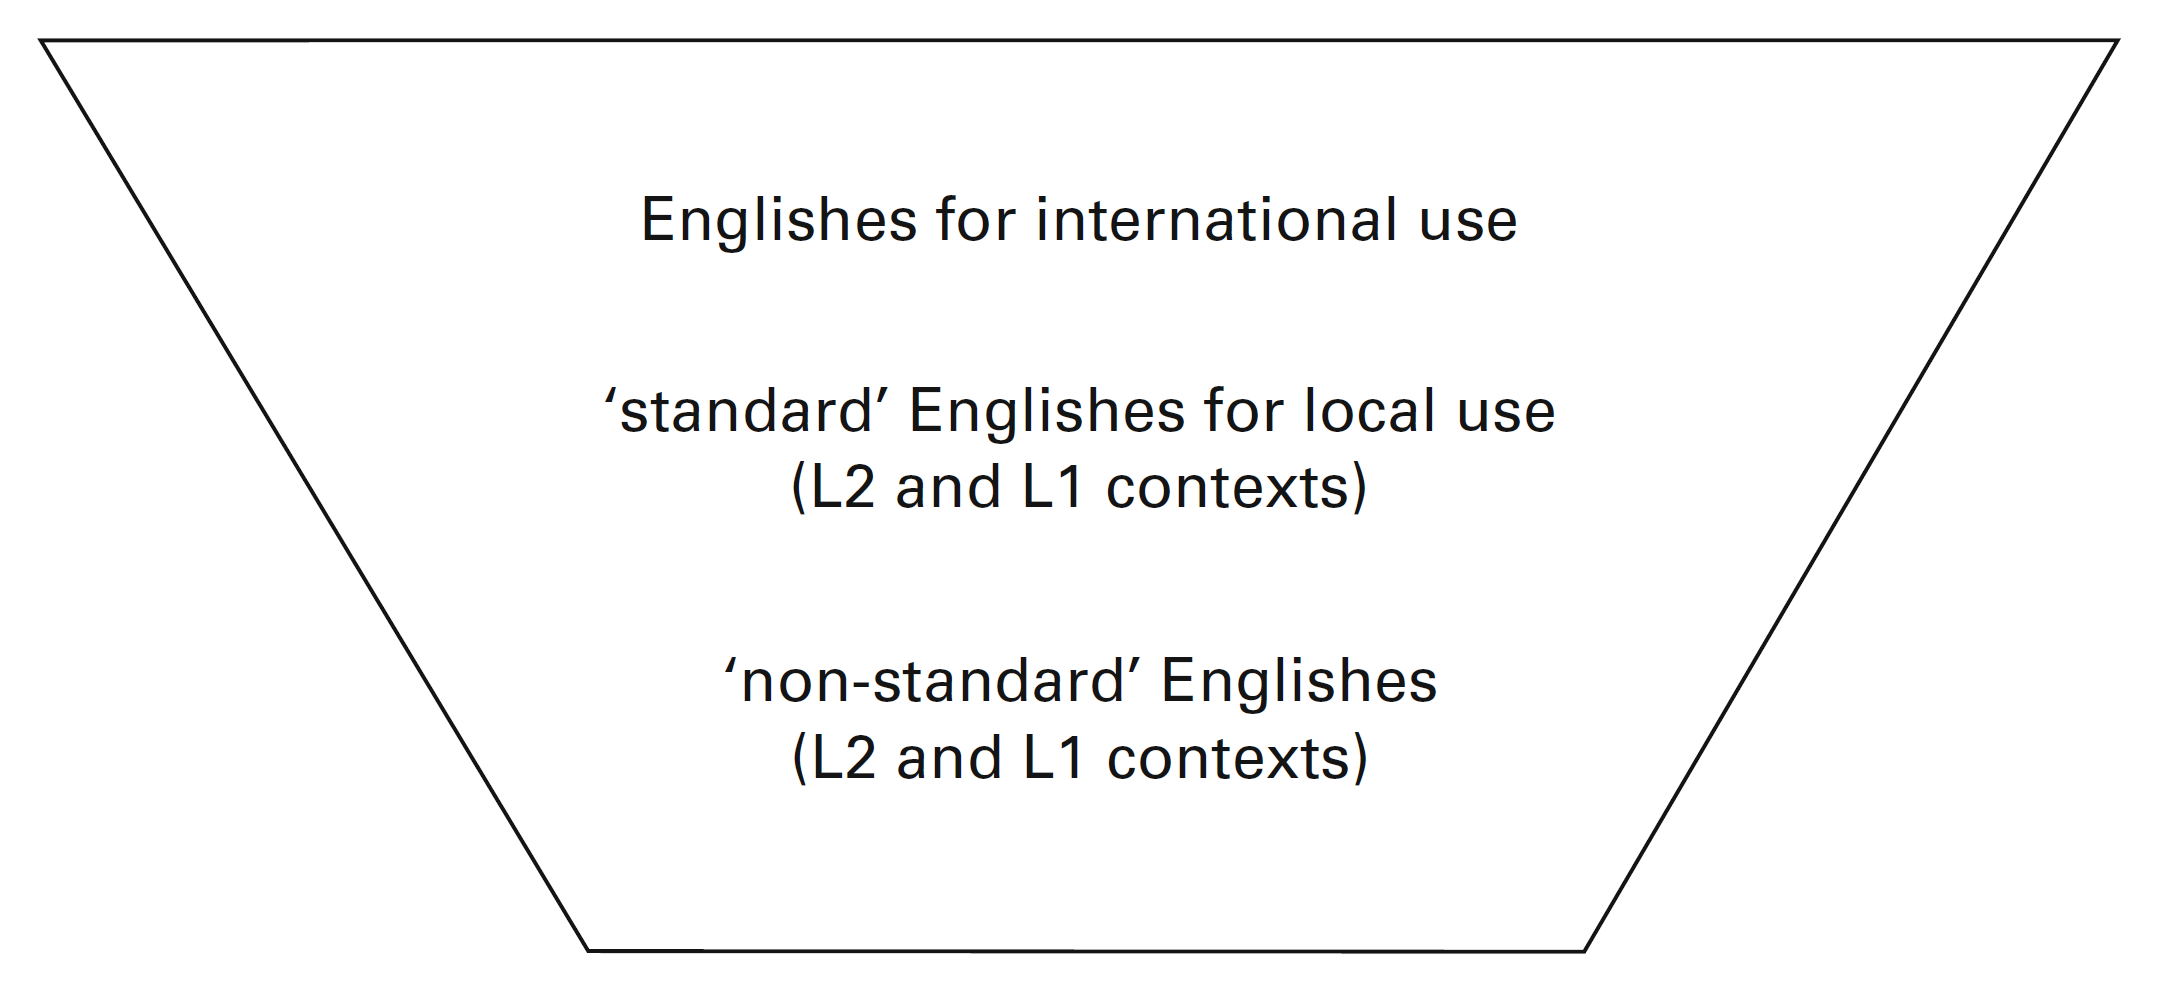 Englishes for international use
‘standard’ Englishes for local use
(L2 and L1 contexts)
‘non-standard’ Englishes
(L2 and L1 contexts)